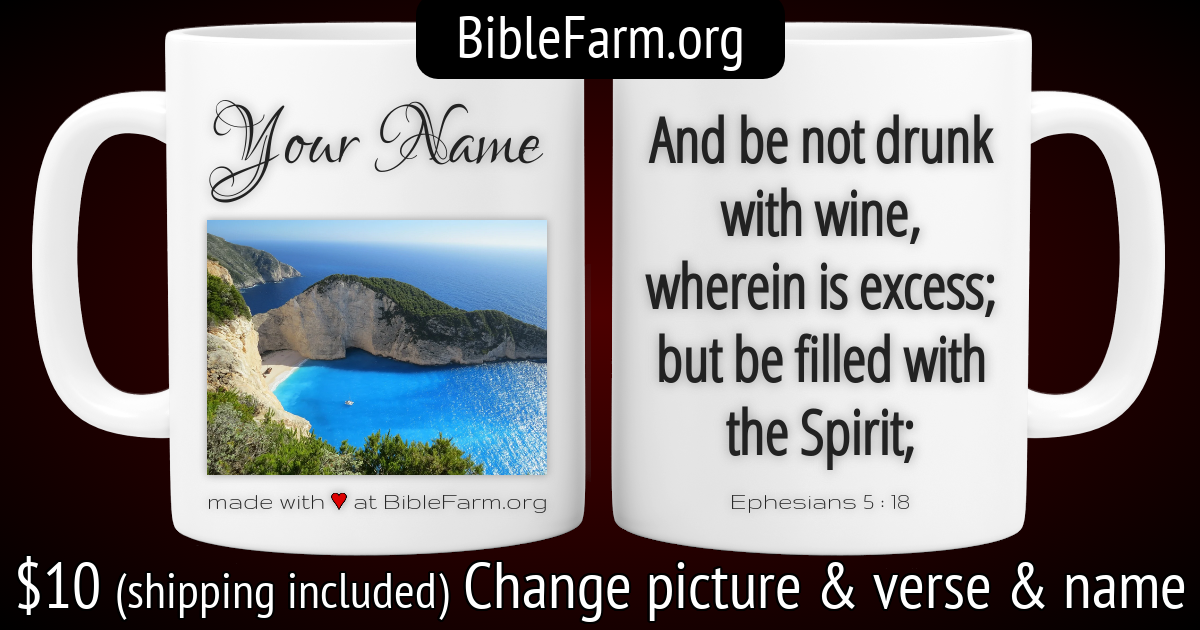 BibleFarm.org
Your Name
made with ♥ at BibleFarm.org
And be not drunk
with wine,
wherein is excess;
but be filled with
the Spirit;
Ephesians 5 : 18
$10 (shipping included) Change picture & verse & name